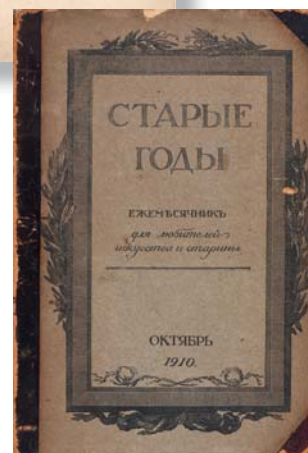 СТАРЫЕ
ГОДЫ
ЕЖЕМѢСЯЧНИКЪ
для любителей
искусства и старины
ОКТЯБРЬ
1910.